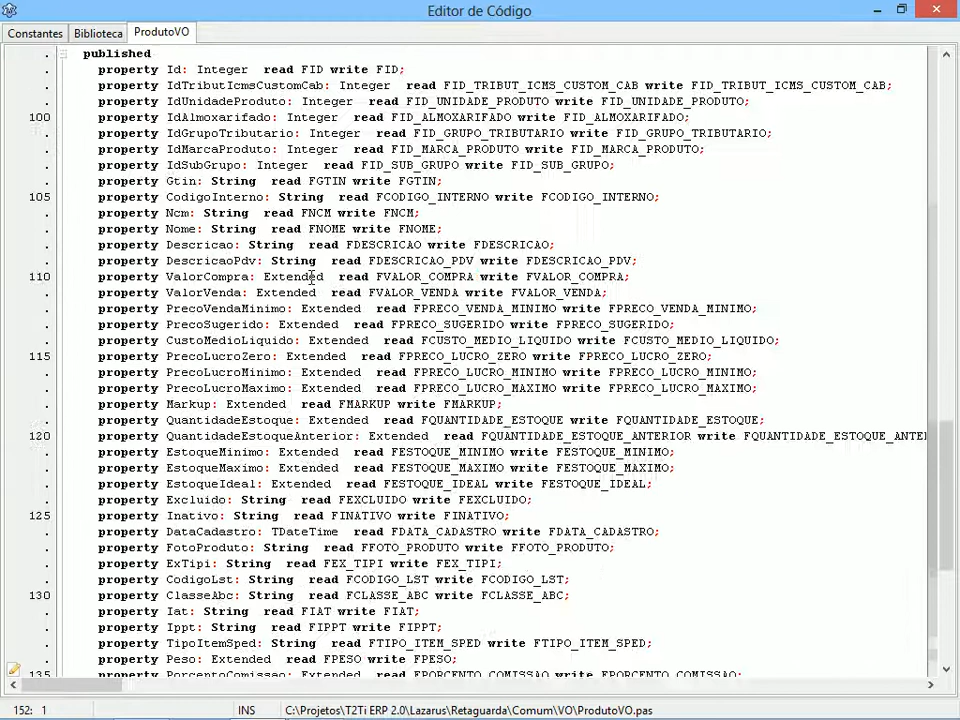 Editor de Código
Constantes Biblioteca ProdutoVO
. published
. property Id: Integer read FID write FID;
. property IdTributIcmsCustomCab: Integer read FID_TRIBUT_ICMS_CUSTOM_CAB write FID_TRIBUT_ICMS_CUSTOM_CAB;
. property IdUnidadeProduto: Integer read FID_UNIDADE_PRODUTO write FID_UNIDADE_PRODUTO;
100 property IdAlmoxarifado: Integer read FID_ALMOXARIFADO write FID_ALMOXARIFADO;
. property IdGrupoTributario: Integer read FID_GRUPO_TRIBUTARIO write FID_GRUPO_TRIBUTARIO;
. property IdMarcaProduto: Integer read FID_MARCA_PRODUTO write FID_MARCA_PRODUTO;
. property IdSubGrupo: Integer read FID_SUB_GRUPO write FID_SUB_GRUPO;
. property Gtin: String read FGTIN write FGTIN;
105 property CodigoInterno: String read FCODIGO_INTERNO write FCODIGO_INTERNO;
. property Ncm: String read FNCM write FNCM;
. property Nome: String read FNOME write FNOME;
. property Descricao: String read FDESCRICAO write FDESCRICAO;
. property DescricaoPdv: String read FDESCRICAO_PDV write FDESCRICAO_PDV;
110 property ValorCompra: Extended read FVALOR_COMPRA write FVALOR_COMPRA;
. property ValorVenda: Extended read FVALOR_VENDA write FVALOR_VENDA;
. property PrecoVendaMinimo: Extended read FPRECO_VENDA_MINIMO write FPRECO_VENDA_MINIMO;
. property PrecoSugerido: Extended read FPRECO_SUGERIDO write FPRECO_SUGERIDO;
. property CustoMedioLiquido: Extended read FCUSTO_MEDIO_LIQUIDO write FCUSTO_MEDIO_LIQUIDO;
115 property PrecoLucroZero: Extended read FPRECO_LUCRO_ZERO write FPRECO_LUCRO_ZERO;
. property PrecoLucroMinimo: Extended read FPRECO_LUCRO_MINIMO write FPRECO_LUCRO_MINIMO;
. property PrecoLucroMaximo: Extended read FPRECO_LUCRO_MAXIMO write FPRECO_LUCRO_MAXIMO;
. property Markup: Extended read FMARKUP write FMARKUP;
. property QuantidadeEstoque: Extended read FQUANTIDADE_ESTOQUE write FQUANTIDADE_ESTOQUE;
120 property QuantidadeEstoqueAnterior: Extended read FQUANTIDADE_ESTOQUE_ANTERIOR write FQUANTIDADE_ESTOQUE_ANTE
. property EstoqueMinimo: Extended read FESTOQUE_MINIMO write FESTOQUE_MINIMO;
. property EstoqueMaximo: Extended read FESTOQUE_MAXIMO write FESTOQUE_MAXIMO;
. property EstoqueIdeal: Extended read FESTOQUE_IDEAL write FESTOQUE_IDEAL;
. property Excluido: String read FEXCLUIDO write FEXCLUIDO;
125 property Inativo: String read FINATIVO write FINATIVO;
. property DataCadastro: TDateTime read FDATA_CADASTRO write FDATA_CADASTRO;
. property FotoProduto: String read FFOTO_PRODUTO write FFOTO_PRODUTO;
. property ExTipi: String read FEX_TIPI write FEX_TIPI;
. property CodigoLst: String read FCODIGO_LST write FCODIGO_LST;
130 property ClasseAbc: String read FCLASSE_ABC write FCLASSE_ABC;
. property Iat: String read FIAT write FIAT;
. property Ippt: String read FIPPT write FIPPT;
. property TipoItemSped: String read FTIPO_ITEM_SPED write FTIPO_ITEM_SPED;
. property Peso: Extended read FPESO write FPESO;
135 property PorcentoComissao: Extended read FPORCENTO_COMISSAO write FPORCENTO_COMISSAO;
152: 1 INS C:\Projetos\T2Ti ERP 2.0\Lazarus\Retaguarda\Comum\VO\ProdutoVO.pas